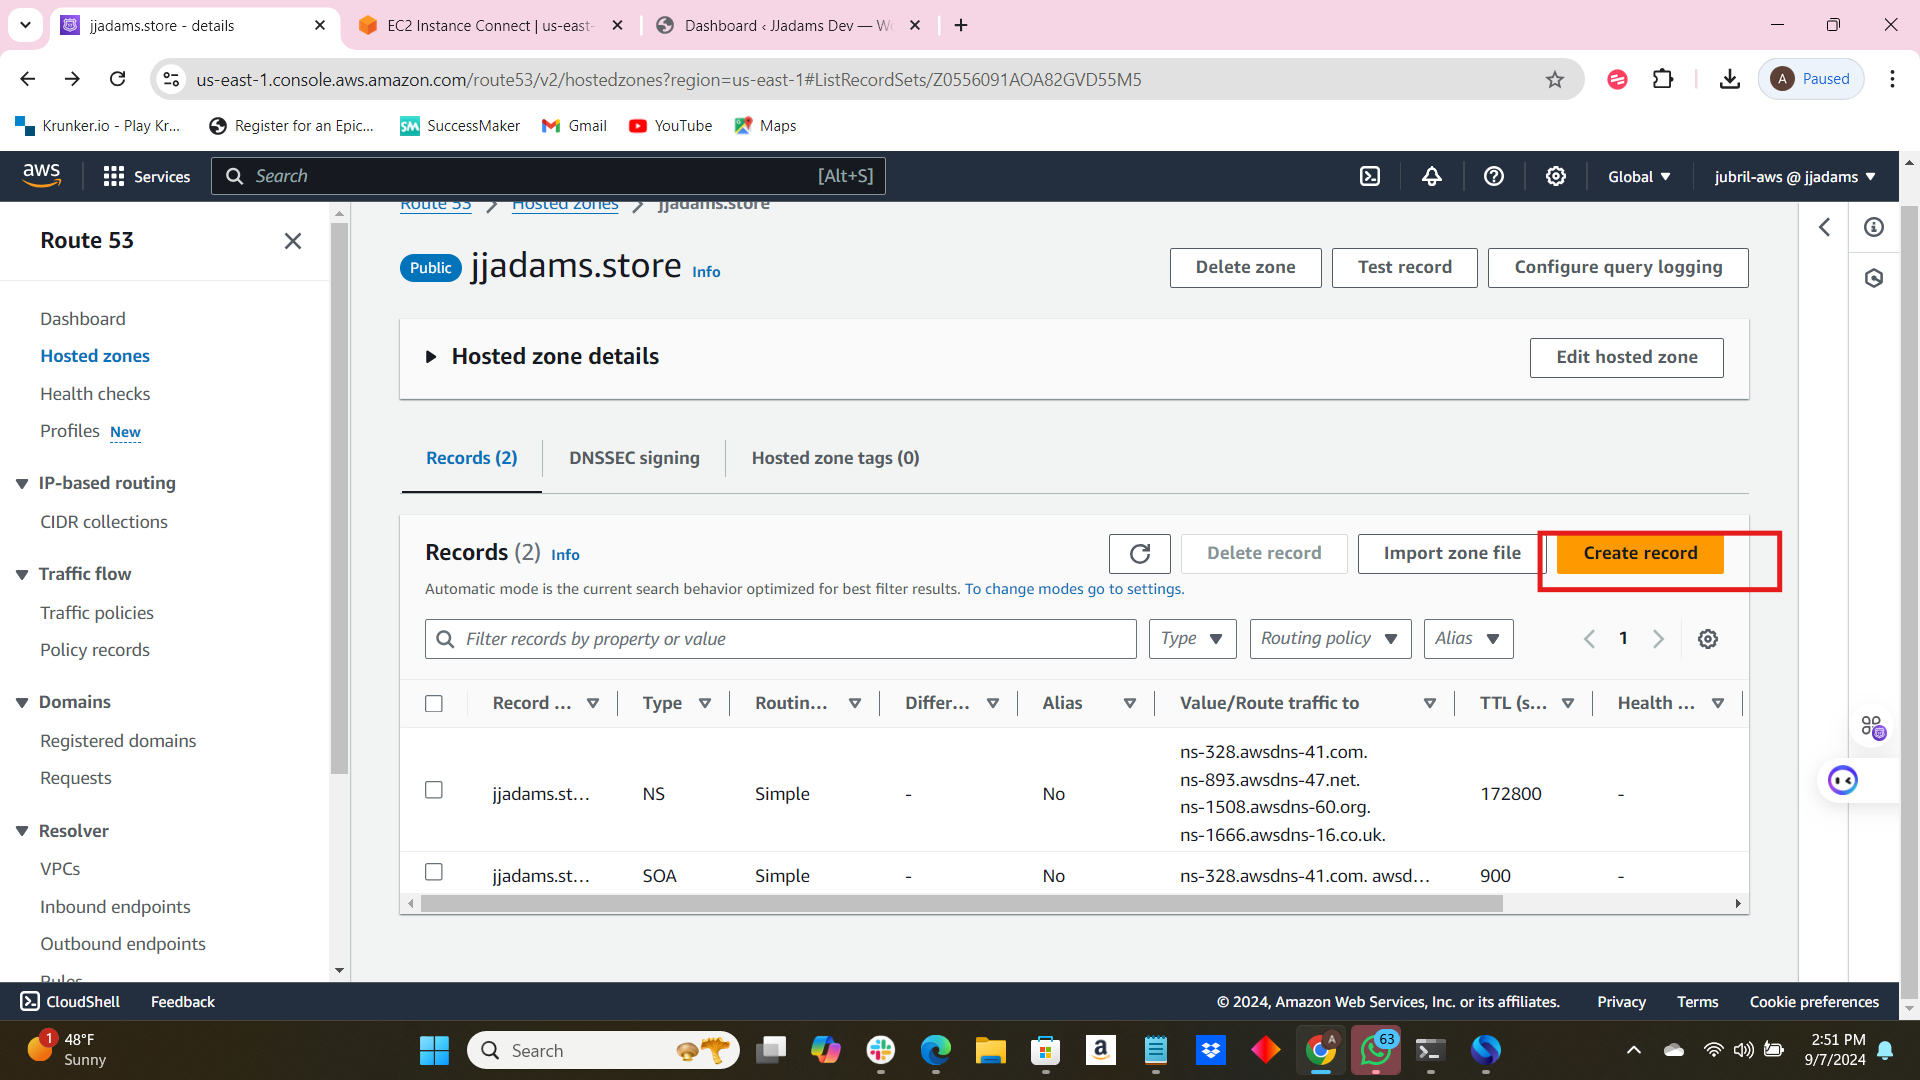 jjadams.store - details
EC2 Instance Connect | us-east-
Dashboard ‹ JJadams Dev — Wo
us-east-1.console.aws.amazon.com/route53/v2/hostedzones?region=us-east-1#ListRecordSets/Z0556091AOA82GVD55M5
A Paused
Krunker.io - Play Kr...
Register for an Epic...
SM SuccessMaker
Gmail
YouTube
Maps
aws
Services
Search
[Alt+S]
Global
jubril-aws @ jjadams
Route 53
Hosted zones
jjadams.store
Route 53
Dashboard
Hosted zones
Health checks
Profiles New
IP-based routing
CIDR collections
Traffic flow
Traffic policies
Policy records
Domains
Registered domains
Requests
Resolver
VPCs
Inbound endpoints
Outbound endpoints
Rules
Public jjadams.store Info
Delete zone
Test record
Configure query logging
Hosted zone details
Edit hosted zone
Records (2)
DNSSEC signing
Hosted zone tags (0)
Records (2) Info
Delete record
Import zone file
Create record
Automatic mode is the current search behavior optimized for best filter results. To change modes go to settings.
Filter records by property or value
Type
Routing policy
Alias
1
Record ... Type Routin... Differ... Alias Value/Route traffic to TTL (s... Health ...
ns-328.awsdns-41.com.
ns-893.awsdns-47.net.
jjadams.st... NS Simple - No 172800 -
ns-1508.awsdns-60.org.
ns-1666.awsdns-16.co.uk.
jjadams.st... SOA Simple - No ns-328.awsdns-41.com. awsd... 900 -
CloudShell
Feedback
© 2024, Amazon Web Services, Inc. or its affiliates.
Privacy
Terms
Cookie preferences
1
48°F
Sunny
Search
a
A
63
2:51 PM
9/7/2024